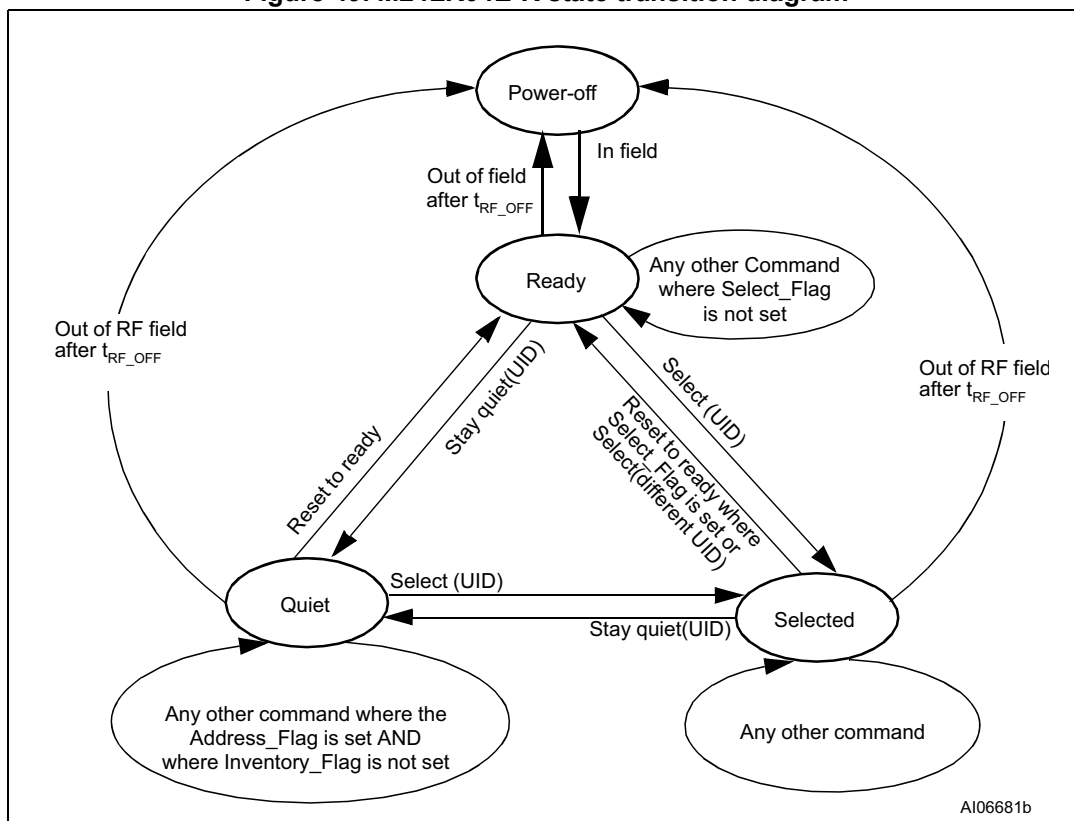 Power-off
In field
Out of field
after tRF_OFF
Ready
Any other Command
where Select_Flag
is not set
Out of RF field
after tRF_OFF
Out of RF field
after tRF_OFF
Reset to ready
Stay quiet(UID)
Select (UID)
Reset to ready where
Select_Flag is set or
Select(different UID)
Quiet
Select (UID)
Stay quiet(UID)
Selected
Any other command where the
Address_Flag is set AND
where Inventory_Flag is not set
Any other command
AI06681b